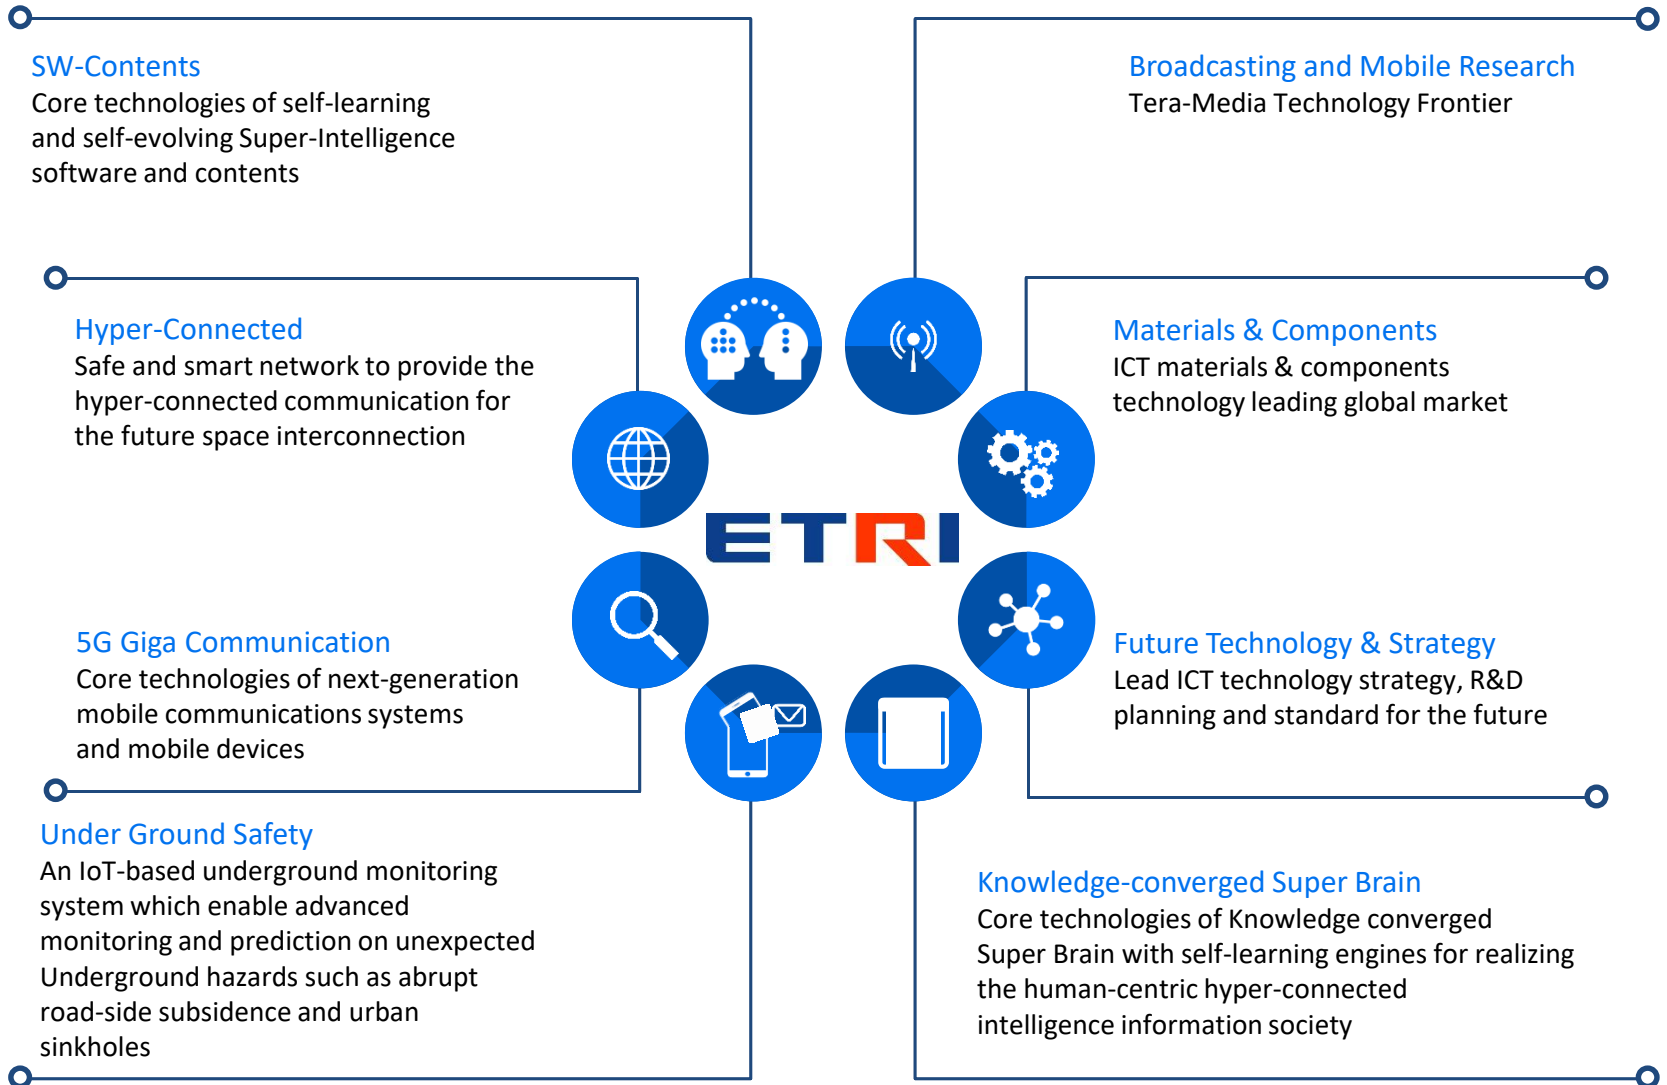 SW-Contents
Core technologies of self-learning
and self-evolving Super-Intelligence
software and contents
Broadcasting and Mobile Research
Tera-Media Technology Frontier
Hyper-Connected
Safe and smart network to provide the
hyper-connected communication for
the future space interconnection
Materials & Components
ICT materials & components
technology leading global market
ETRI
5G Giga Communication
Core technologies of next-generation
mobile communications systems
and mobile devices
Future Technology & Strategy
Lead ICT technology strategy, R&D
planning and standard for the future
Under Ground Safety
An IoT-based underground monitoring
system which enable advanced
monitoring and prediction on unexpected
Underground hazards such as abrupt
road-side subsidence and urban
sinkholes
Knowledge-converged Super Brain
Core technologies of Knowledge converged
Super Brain with self-learning engines for realizing
the human-centric hyper-connected
intelligence information society